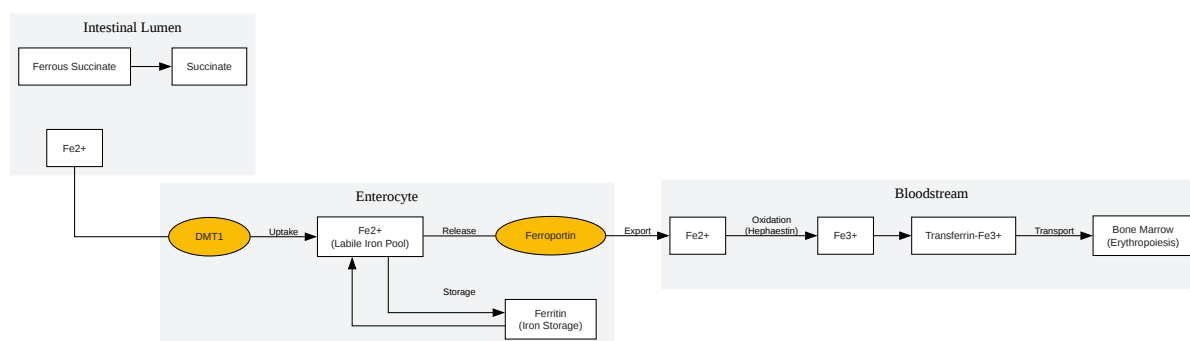 Intestinal Lumen
Ferrous Succinate
Succinate
Fe2+
Enterocyte
DMT1
Uptake
Fe2+
(Labile Iron Pool)
Release
Ferroportin
Export
Storage
Ferritin
(Iron Storage)
Bloodstream
Fe2+
Oxidation
(Hephaestin)
Fe3+
Transferrin-Fe3+
Transport
Bone Marrow
(Erythropoiesis)